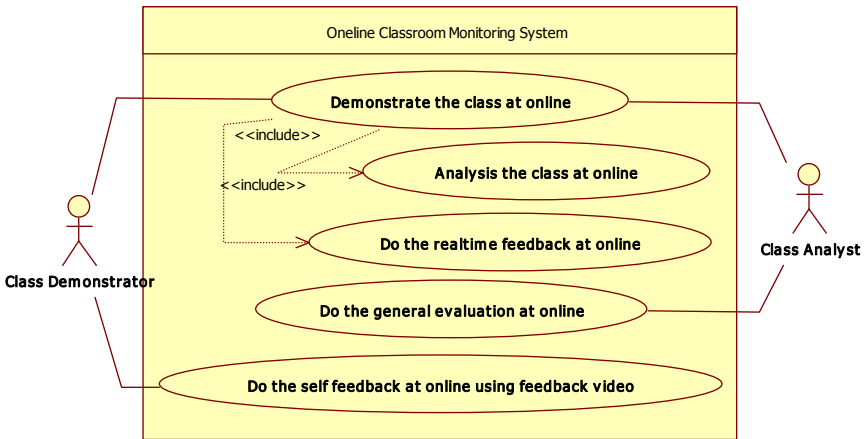 Oneline Classroom Monitoring System
Demonstrate the class at online
<<include>>
Analysis the class at online
<<include>>
Do the realtime feedback at online
Class Analyst
Class Demonstrator
Do the general evaluation at online
Do the self feedback at online using feedback video